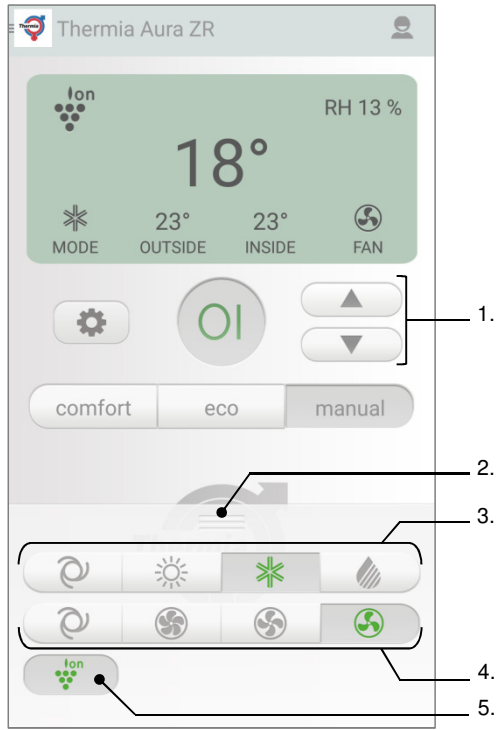 Thermia
Thermia Aura ZR
Ion
RH 13 %
18°
23° 23°
MODE OUTSIDE INSIDE FAN
OI
1.
comfort eco manual
2.
3.
Thermia
4.
Ion
5.